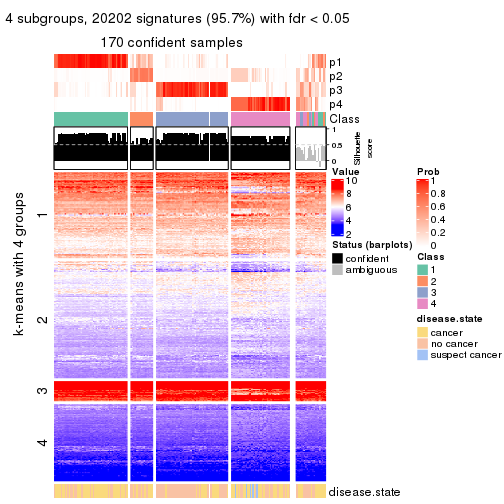 4 subgroups, 20202 signatures (95.7%) with fdr < 0.05
170 confident samples
p1
p2
p3
p4
Class
1
0.5
0
Silhouette
score
k-means with 4 groups
1
2
3
4
disease.state
Value
10
8
6
4
2
Status (barplots)
confident
ambiguous
Prob
1
0.8
0.6
0.4
0.2
0
Class
1
2
3
4
disease.state
cancer
no cancer
suspect cancer